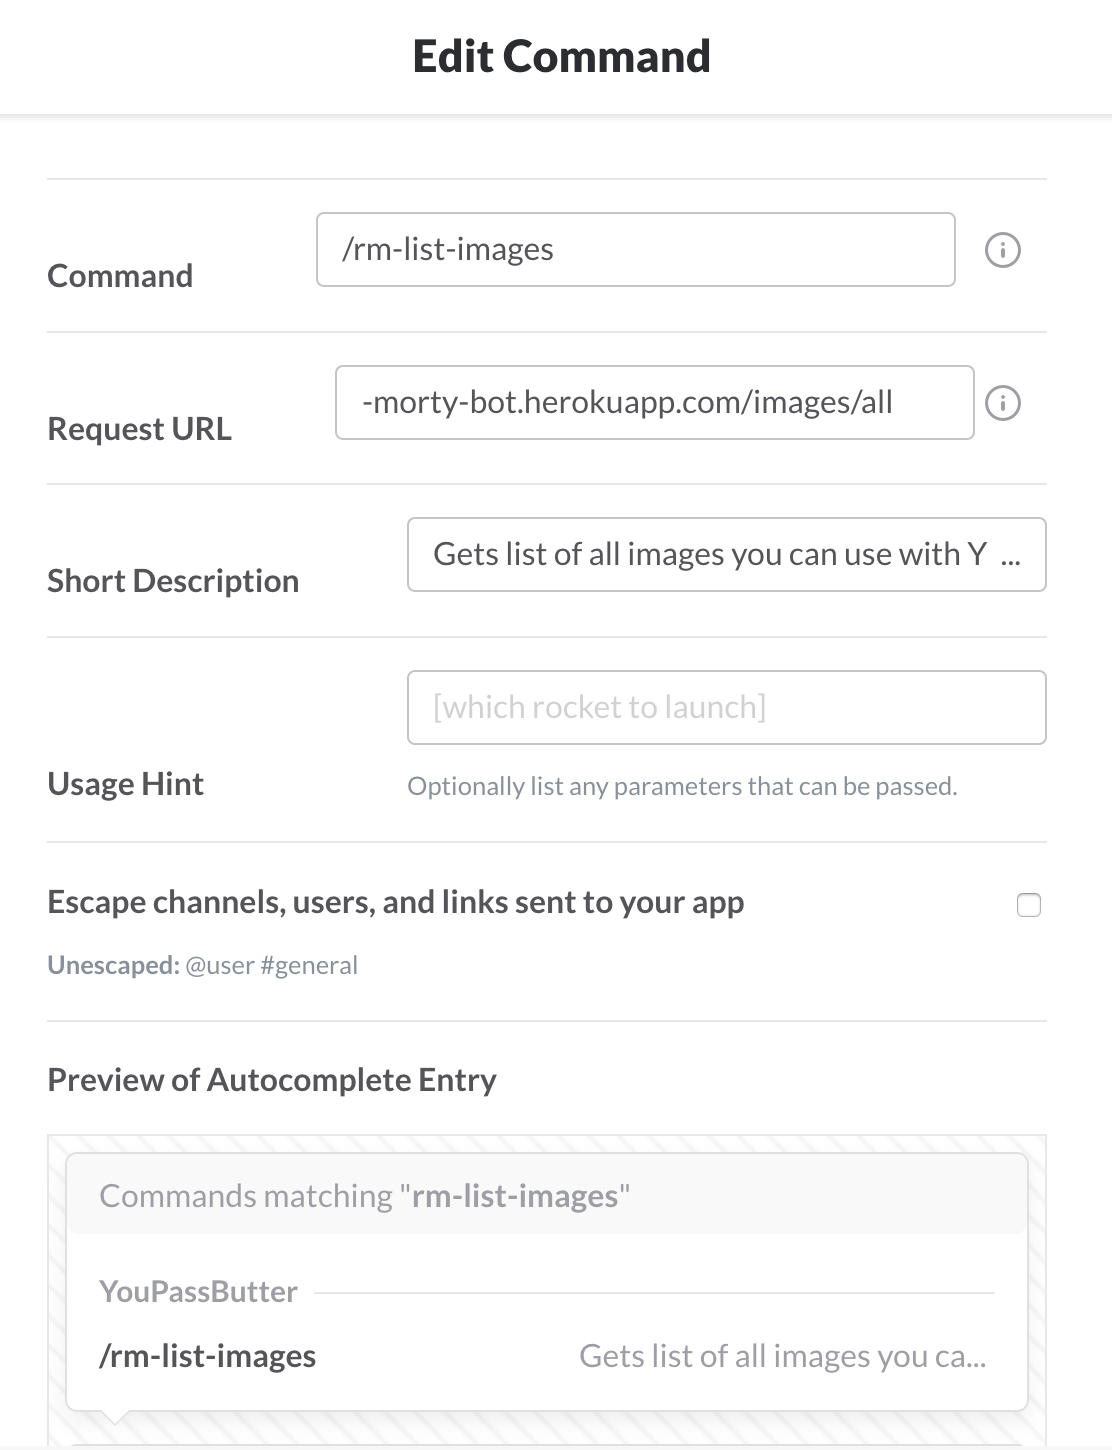 Edit Command
Command
/rm-list-images
Request URL
-morty-bot.herokuapp.com/images/all
Short Description
Gets list of all images you can use with Y ...
Usage Hint
[which rocket to launch]
Optionally list any parameters that can be passed.
Escape channels, users, and links sent to your app
Unescaped: @user #general
Preview of Autocomplete Entry
Commands matching "rm-list-images"
YouPassButter
/rm-list-images
Gets list of all images you ca...